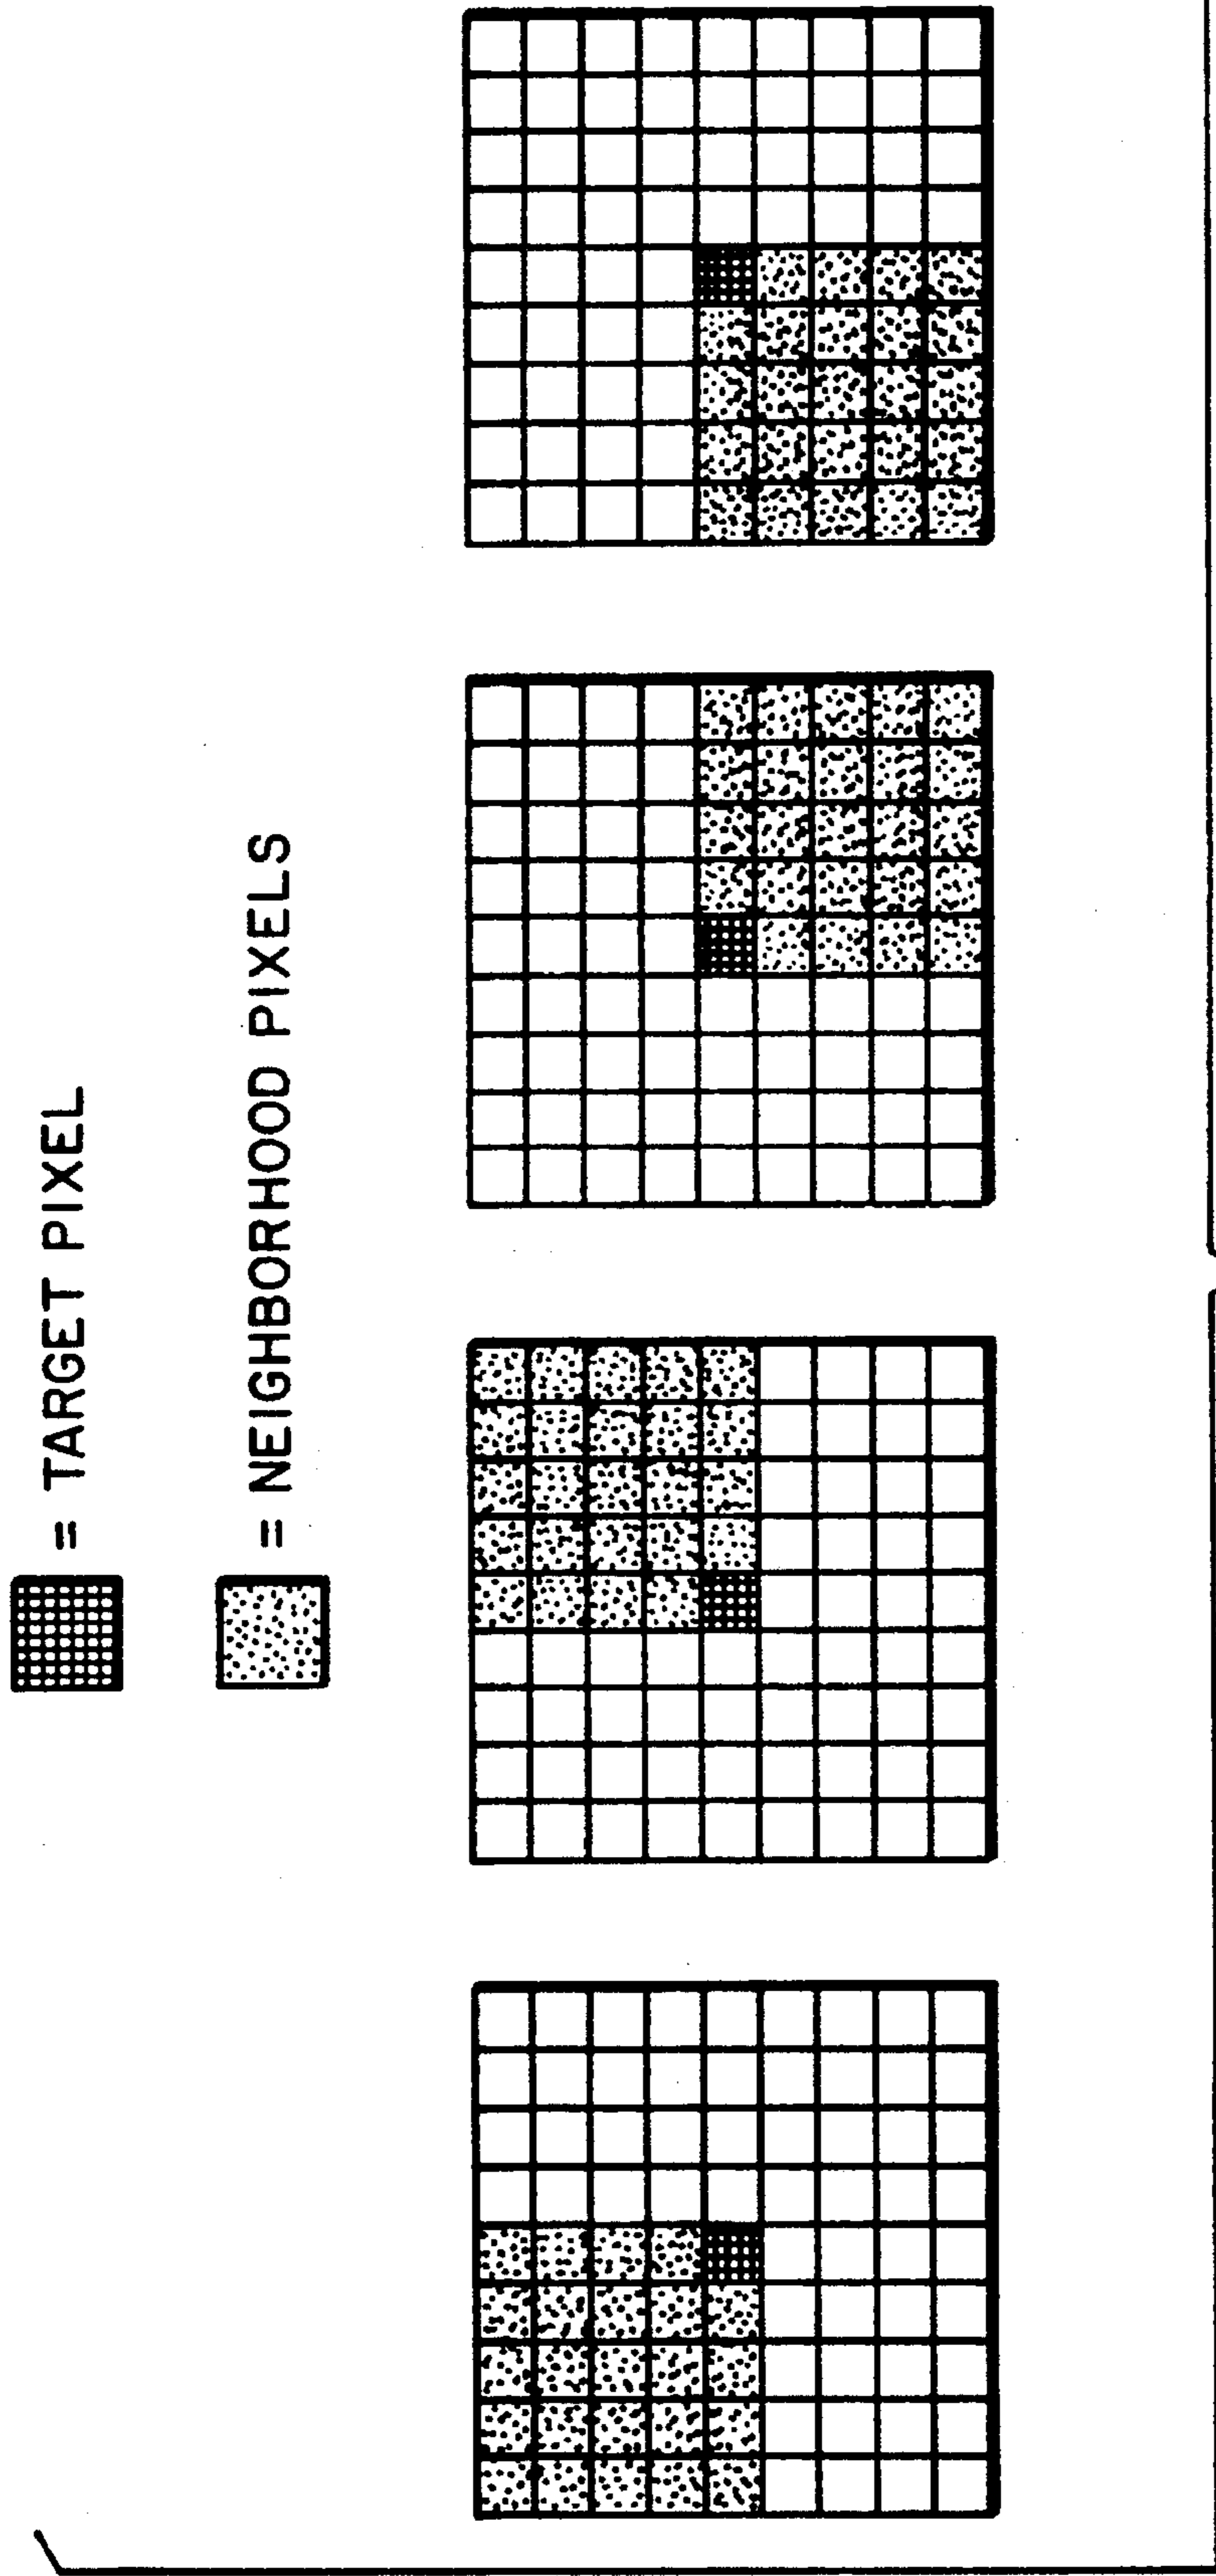 = TARGET PIXEL
= NEIGHBORHOOD PIXELS